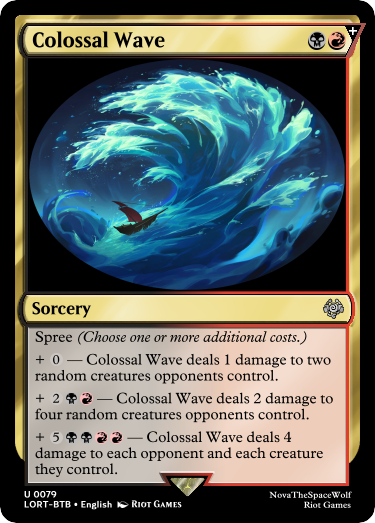 Colossal Wave
Sorcery
Spree (Choose one or more additional costs.)
+ 0 — Colossal Wave deals 1 damage to two
random creatures opponents control.
+ 2 — Colossal Wave deals 2 damage to
four random creatures opponents control.
+ 5 — Colossal Wave deals 4
damage to each opponent and each creature
they control.
U 0079
LORT-BTB • English RIOT GAMES
NovaTheSpaceWolf
Riot Games